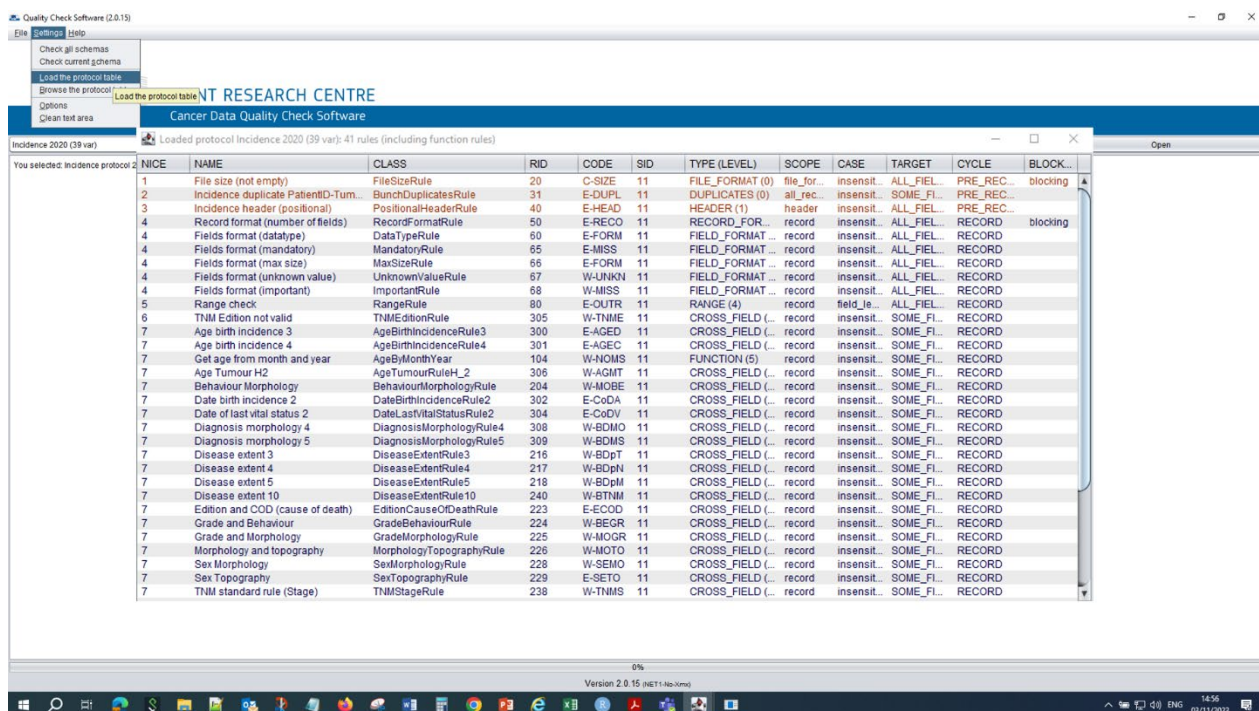 Quality Check Software (2.0.15)
File Settings Help
Check all schemas
Check current schema
Load the protocol table
Browse the protocol
Load the protocol table
Options
Clean text area
NT RESEARCH CENTRE
Cancer Data Quality Check Software
Incidence 2020 (39 var)
Open
You selected: Incidence protocol 2
Loaded protocol Incidence 2020 (39 var): 41 rules (including function rules)
NICE NAME CLASS RID CODE SID TYPE (LEVEL) SCOPE CASE TARGET CYCLE BLOCK...
1 File size (not empty) FileSizeRule 20 C-SIZE 11 FILE_FORMAT (0) file_for... insensit... ALL_FIEL... PRE_REC... blocking
2 Incidence duplicate PatientID-Tum... BunchDuplicatesRule 31 E-DUPL 11 DUPLICATES (0) all_rec... insensit... SOME_FI... PRE_REC...
3 Incidence header (positional) PositionalHeaderRule 40 E-HEAD 11 HEADER (1) header insensit... ALL_FIEL... PRE_REC...
4 Record format (number of fields) RecordFormatRule 50 E-RECO 11 RECORD_FOR... record insensit... ALL_FIEL... RECORD blocking
4 Fields format (datatype) DataTypeRule 60 E-FORM 11 FIELD_FORMAT ... record insensit... ALL_FIEL... RECORD
4 Fields format (mandatory) MandatoryRule 65 E-MISS 11 FIELD_FORMAT ... record insensit... ALL_FIEL... RECORD
4 Fields format (max size) MaxSizeRule 66 E-FORM 11 FIELD_FORMAT ... record insensit... ALL_FIEL... RECORD
4 Fields format (unknown value) UnknownValueRule 67 W-UNKN 11 FIELD_FORMAT ... record insensit... ALL_FIEL... RECORD
4 Fields format (important) ImportantRule 68 W-MISS 11 FIELD_FORMAT ... record insensit... ALL_FIEL... RECORD
5 Range check RangeRule 80 E-OUTR 11 RANGE (4) record field_le... ALL_FIEL... RECORD
6 TNM Edition not valid TNMEditionRule 305 W-TNME 11 CROSS_FIELD (... record insensit... SOME_FI... RECORD
7 Age birth incidence 3 AgeBirthIncidenceRule3 300 E-AGED 11 CROSS_FIELD (... record insensit... SOME_FI... RECORD
7 Age birth incidence 4 AgeBirthIncidenceRule4 301 E-AGEC 11 CROSS_FIELD (... record insensit... SOME_FI... RECORD
7 Get age from month and year AgeByMonthYear 104 W-NOMS 11 FUNCTION (5) record insensit... SOME_FI... RECORD
7 Age Tumour H2 AgeTumourRuleH_2 306 W-AGMT 11 CROSS_FIELD (... record insensit... SOME_FI... RECORD
7 Behaviour Morphology BehaviourMorphologyRule 204 W-MOBE 11 CROSS_FIELD (... record insensit... SOME_FI... RECORD
7 Date birth incidence 2 DateBirthIncidenceRule2 302 E-CoDA 11 CROSS_FIELD (... record insensit... SOME_FI... RECORD
7 Date of last vital status 2 DateLastVitalStatusRule2 304 E-CoDV 11 CROSS_FIELD (... record insensit... SOME_FI... RECORD
7 Diagnosis morphology 4 DiagnosisMorphologyRule4 308 W-BDMO 11 CROSS_FIELD (... record insensit... SOME_FI... RECORD
7 Diagnosis morphology 5 DiagnosisMorphologyRule5 309 W-BDMS 11 CROSS_FIELD (... record insensit... SOME_FI... RECORD
7 Disease extent 3 DiseaseExtentRule3 216 W-BDpT 11 CROSS_FIELD (... record insensit... SOME_FI... RECORD
7 Disease extent 4 DiseaseExtentRule4 217 W-BDpN 11 CROSS_FIELD (... record insensit... SOME_FI... RECORD
7 Disease extent 5 DiseaseExtentRule5 218 W-BDpM 11 CROSS_FIELD (... record insensit... SOME_FI... RECORD
7 Disease extent 10 DiseaseExtentRule10 240 W-BTNM 11 CROSS_FIELD (... record insensit... SOME_FI... RECORD
7 Edition and COD (cause of death) EditionCauseOfDeathRule 223 E-ECOD 11 CROSS_FIELD (... record insensit... SOME_FI... RECORD
7 Grade and Behaviour GradeBehaviourRule 224 W-BEGR 11 CROSS_FIELD (... record insensit... SOME_FI... RECORD
7 Grade and Morphology GradeMorphologyRule 225 W-MOGR 11 CROSS_FIELD (... record insensit... SOME_FI... RECORD
7 Morphology and topography MorphologyTopographyRule 226 W-MOTO 11 CROSS_FIELD (... record insensit... SOME_FI... RECORD
7 Sex Morphology SexMorphologyRule 228 W-SEMO 11 CROSS_FIELD (... record insensit... SOME_FI... RECORD
7 Sex Topography SexTopographyRule 229 E-SETO 11 CROSS_FIELD (... record insensit... SOME_FI... RECORD
7 TNM standard rule (Stage) TNMStageRule 238 W-TNMS 11 CROSS_FIELD (... record insensit... SOME_FI... RECORD
0%
Version 2.0.15 (NET1-No-Xmx)
ENG
14:56